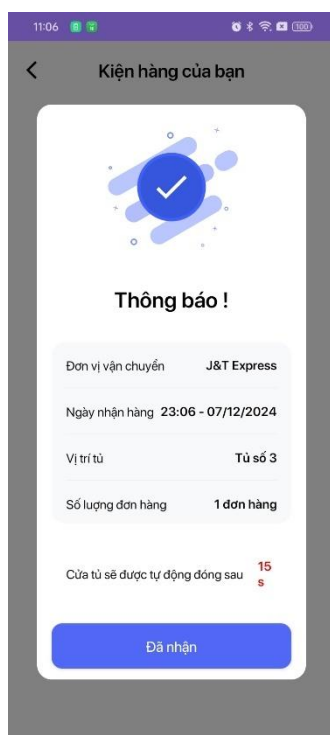 11:06
100
Kiện hàng của bạn
Thông báo !
Đơn vị vận chuyển J&T Express
Ngày nhận hàng 23:06 - 07/12/2024
Vị trí tủ Tủ số 3
Số lượng đơn hàng 1 đơn hàng
Cửa tủ sẽ được tự động đóng sau 15
s
Đã nhận